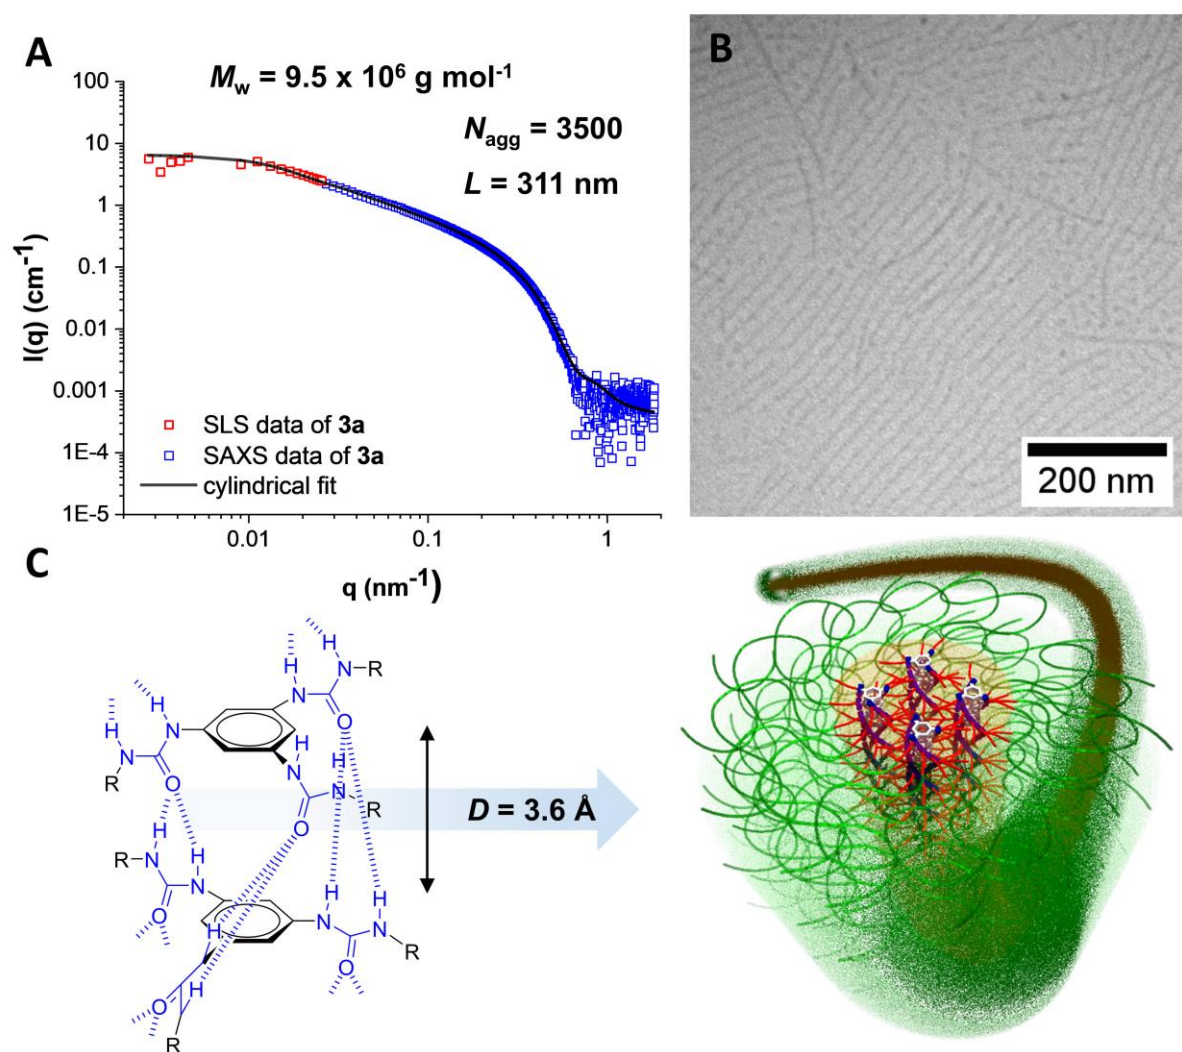 A
M_w = 9.5 x 10⁶ g mol⁻¹
N_agg = 3500
L = 311 nm
I(q) (cm⁻¹)
100
10
1
0.1
0.01
0.001
1E-4
1E-5
SLS data of 3a
SAXS data of 3a
cylindrical fit
0.01 0.1 1
q (nm⁻¹)
B
200 nm
C
H H
H N N R
H N O
N N H
R O H N R
H O
H D = 3.6 Å
R N N H H
O H N N R
H O
O H
R